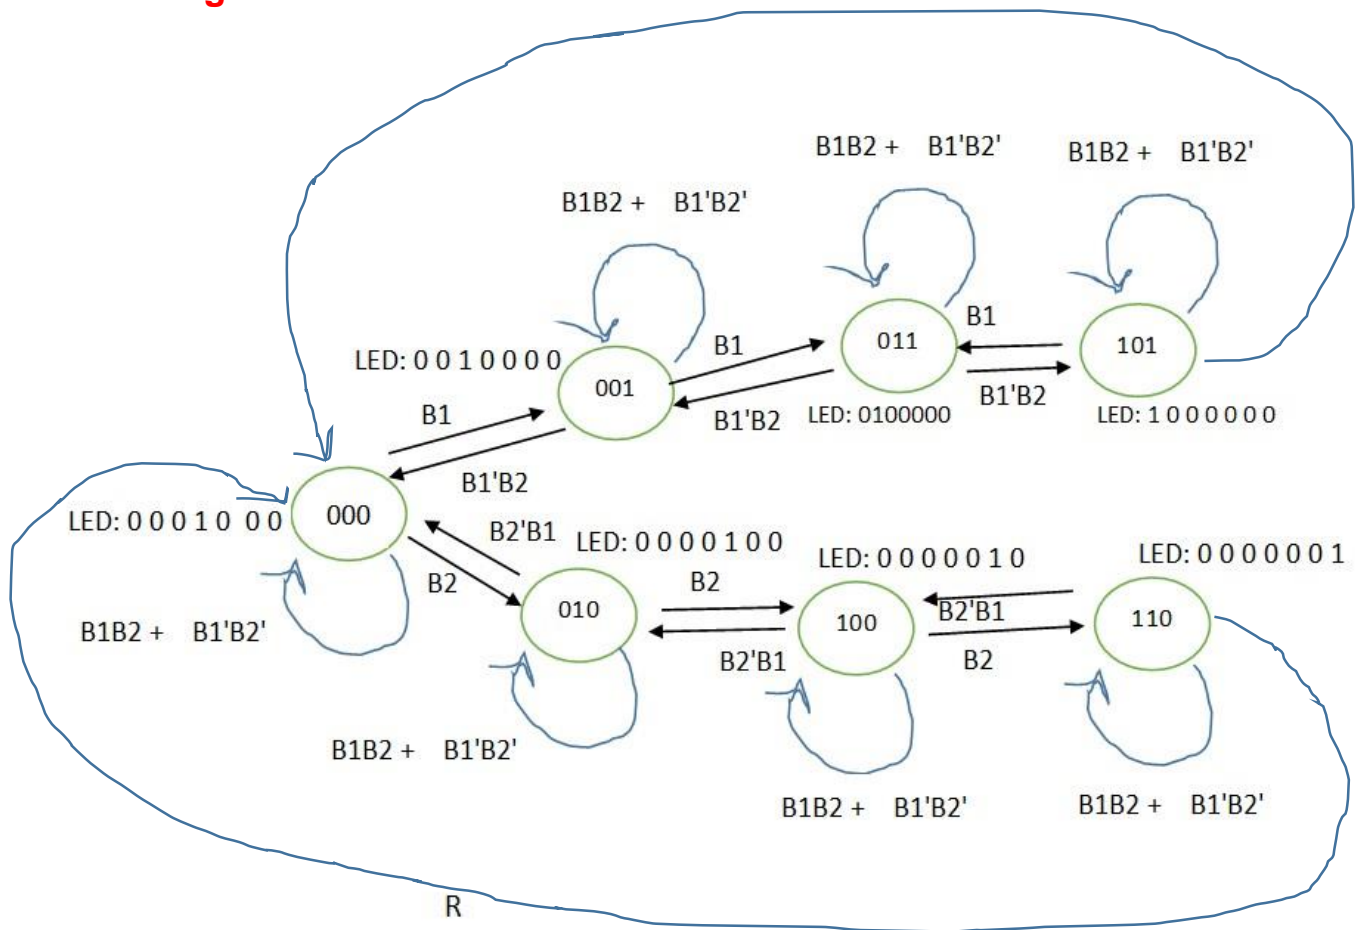 g
B1B2 + B1'B2'
B1B2 + B1'B2'
B1B2 + B1'B2'
B1
011
101
B1
LED: 0 0 1 0 0 0 0
001
B1'B2
B1
B1'B2
LED: 0100000
LED: 1 0 0 0 0 0 0
B1'B2
LED: 0 0 0 1 0 0 0
000
B2'B1
LED: 0 0 0 0 1 0 0
LED: 0 0 0 0 0 1 0
LED: 0 0 0 0 0 0 1
B2
B2
010
100
B2'B1
110
B1B2 + B1'B2'
B2'B1
B2
B1B2 + B1'B2'
B1B2 + B1'B2'
B1B2 + B1'B2'
R